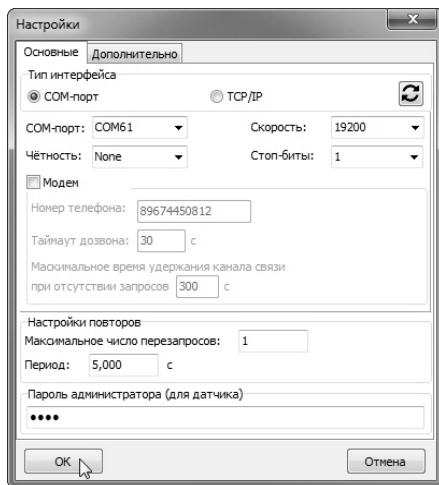 Настройки
Основные Дополнительно
Тип интерфейса
COM-порт TCP/IP
COM-порт: COM61 Скорость: 19200
Чётность: None Стоп-биты: 1
Модем
Номер телефона: 89674450812
Таймаут дозвона: 30 с
Маскинальное время удержания канала связи
при отсутствии запросов 300 с
Настройки повторов
Максимальное число перезапросов: 1
Период: 5,000 с
Пароль администратора (для датчика)
••••
OK Отмена